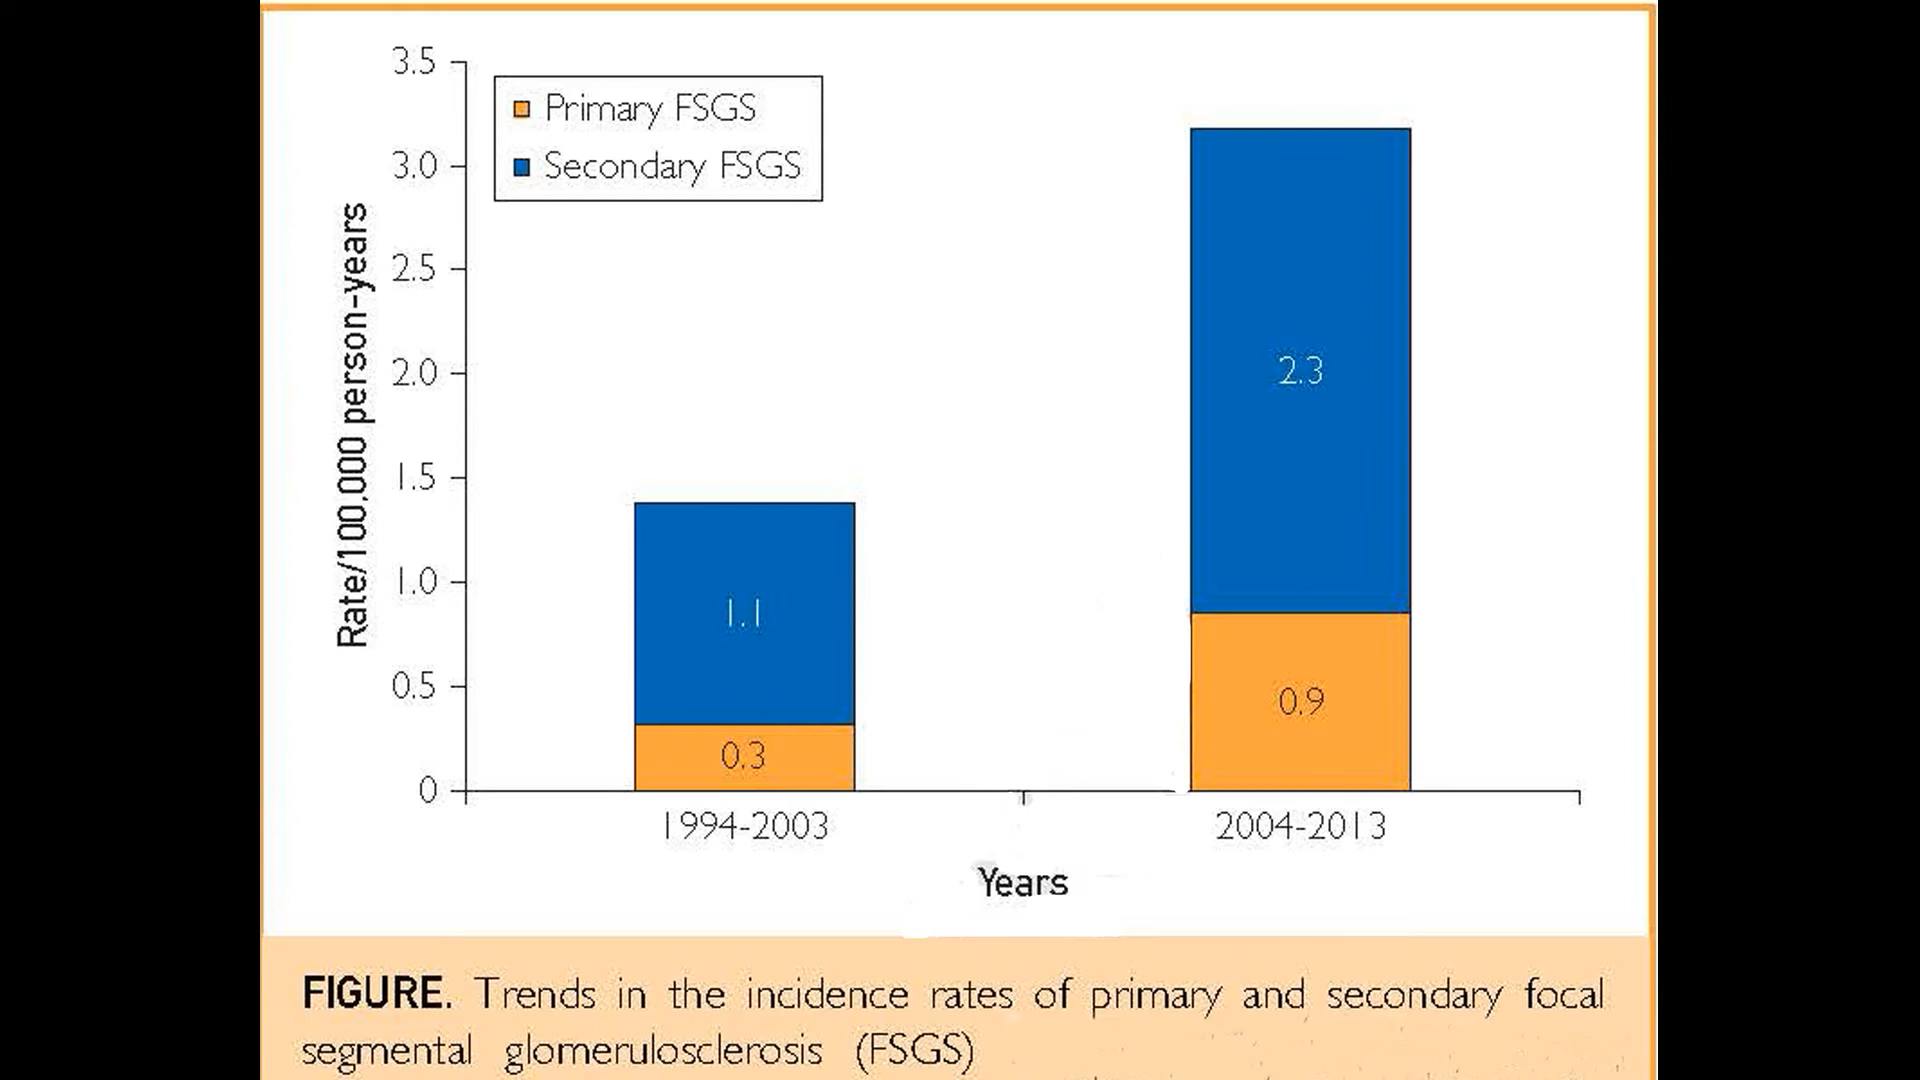 3.5
Primary FSGS
Secondary FSGS
3.0
2.5
2.0
1.5
1.0
0.5
0
Rate/100,000 person-years
2.3
1.1
0.9
0.3
1994-2003
2004-2013
Years
FIGURE. Trends in the incidence rates of primary and secondary focal
segmental glomerulosclerosis (FSGS)